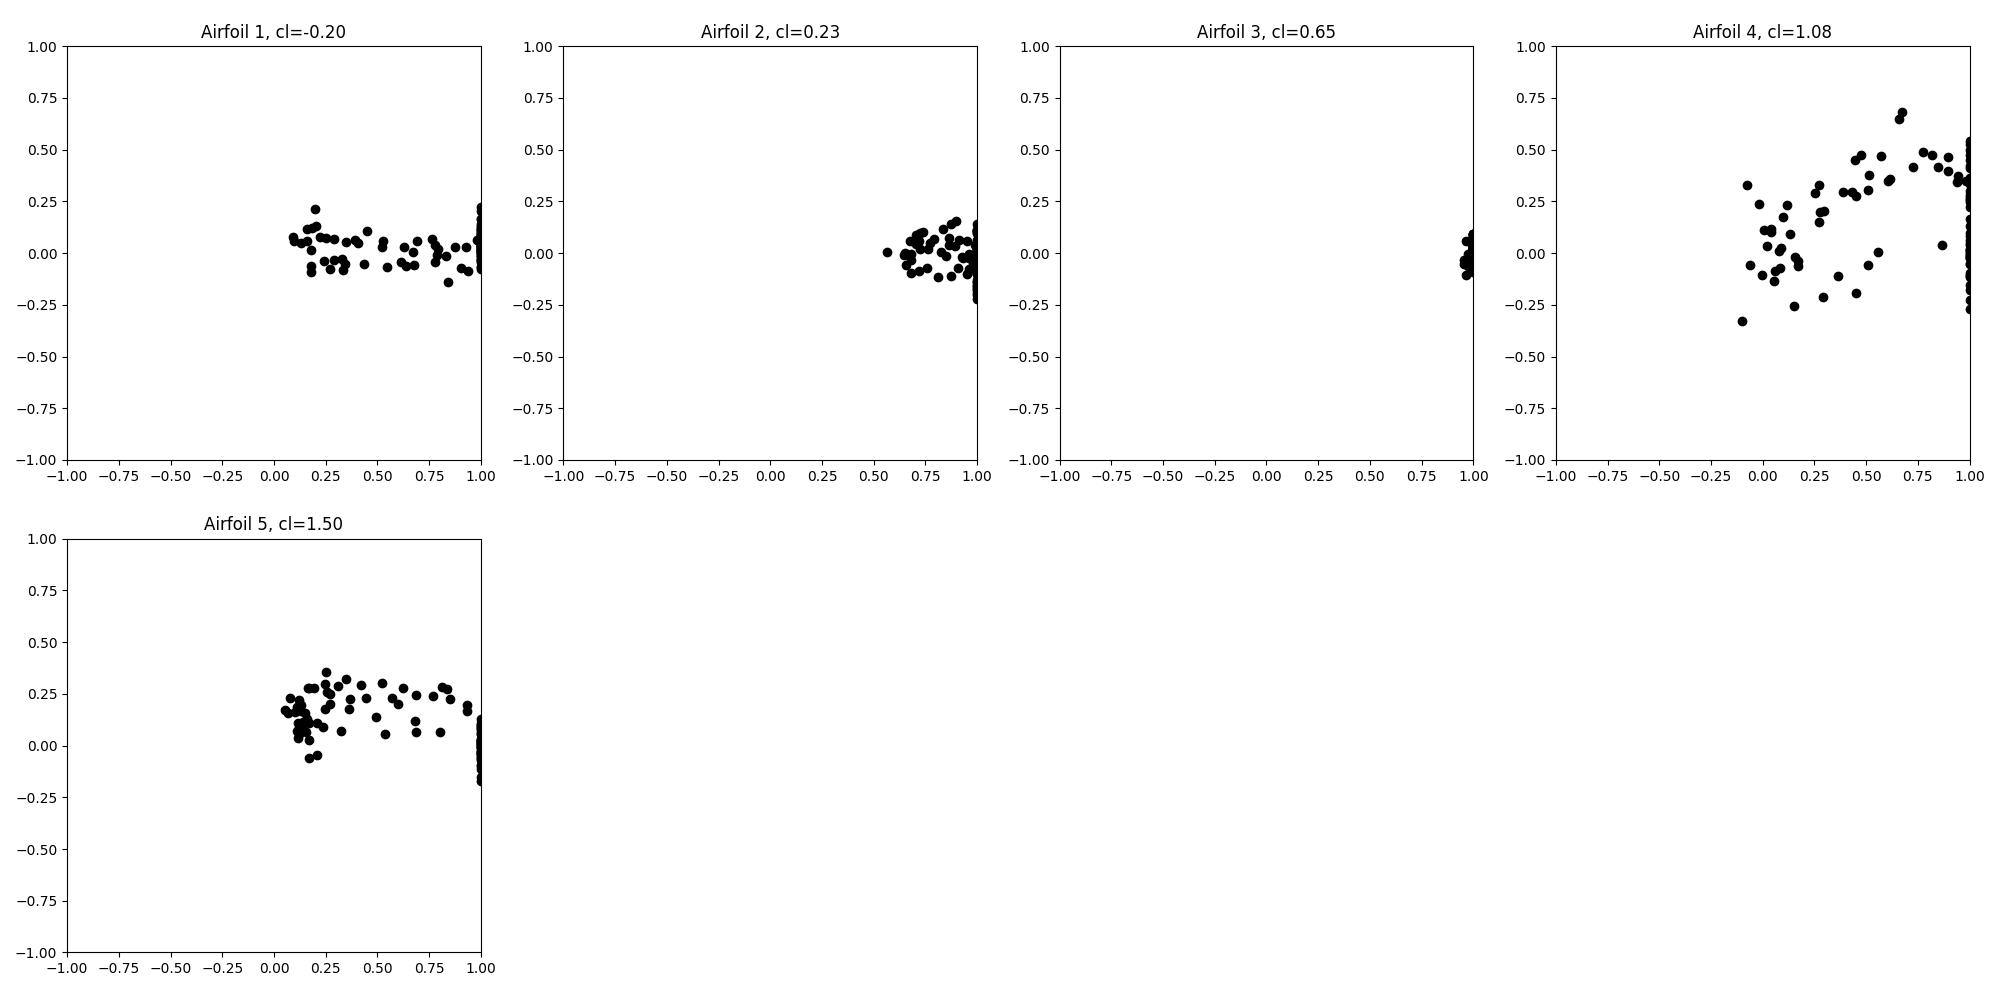 Airfoil 1, cl=-0.20
Airfoil 2, cl=0.23
Airfoil 3, cl=0.65
Airfoil 4, cl=1.08
1.00 1.00 1.00 1.00
0.75 0.75 0.75 0.75
0.50 0.50 0.50 0.50
0.25 0.25 0.25 0.25
0.00 0.00 0.00 0.00
−0.25 −0.25 −0.25 −0.25
−0.50 −0.50 −0.50 −0.50
−0.75 −0.75 −0.75 −0.75
−1.00 −1.00 −1.00 −1.00
−1.00 −0.75 −0.50 −0.25 0.00 0.25 0.50 0.75 1.00
−1.00 −0.75 −0.50 −0.25 0.00 0.25 0.50 0.75 1.00
−1.00 −0.75 −0.50 −0.25 0.00 0.25 0.50 0.75 1.00
−1.00 −0.75 −0.50 −0.25 0.00 0.25 0.50 0.75 1.00
Airfoil 5, cl=1.50
1.00
0.75
0.50
0.25
0.00
−0.25
−0.50
−0.75
−1.00
−1.00 −0.75 −0.50 −0.25 0.00 0.25 0.50 0.75 1.00